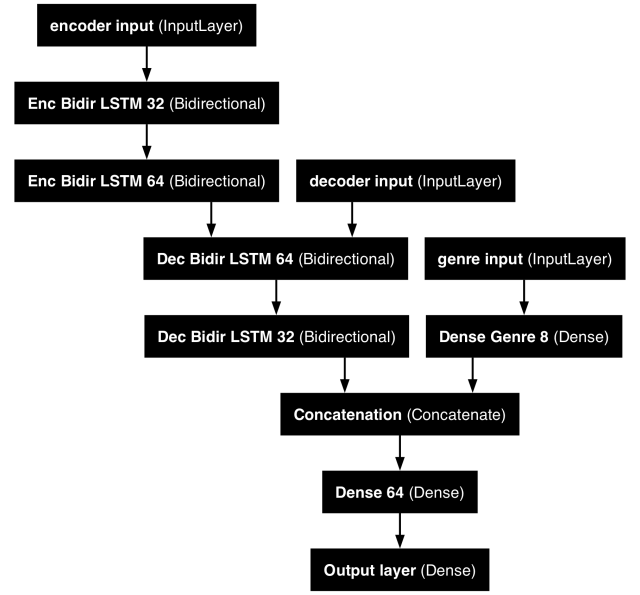 encoder input (InputLayer)
Enc Bidir LSTM 32 (Bidirectional)
Enc Bidir LSTM 64 (Bidirectional)
decoder input (InputLayer)
Dec Bidir LSTM 64 (Bidirectional)
genre input (InputLayer)
Dec Bidir LSTM 32 (Bidirectional)
Dense Genre 8 (Dense)
Concatenation (Concatenate)
Dense 64 (Dense)
Output layer (Dense)